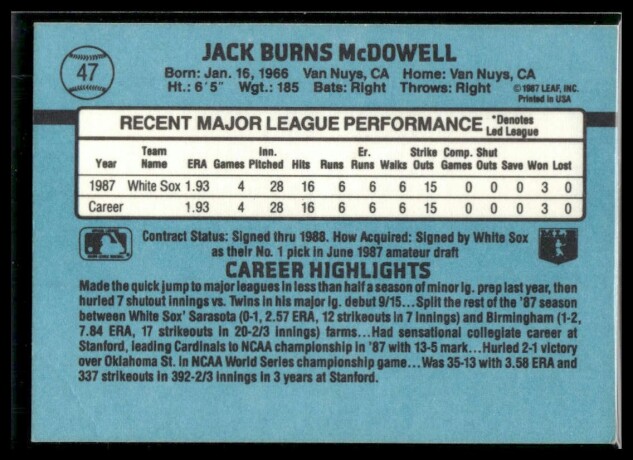 47
JACK BURNS McDOWELL
Born: Jan. 16, 1966 Van Nuys, CA Home: Van Nuys, CA
Ht.: 6'5" Wgt.: 185 Bats: Right Throws: Right
©1987 LEAF, INC.
Printed in USA
RECENT MAJOR LEAGUE PERFORMANCE *Denotes Led League
Year Team Name ERA Games Inn. Pitched Hits Runs Er. Runs Walks Strike Outs Comp. Games Shut Outs Save Won Lost
1987 White Sox 1.93 4 28 16 6 6 6 15 0 0 0 3 0
Career 1.93 4 28 16 6 6 6 15 0 0 0 3 0
Contract Status: Signed thru 1988. How Acquired: Signed by White Sox
as their No. 1 pick in June 1987 amateur draft
CAREER HIGHLIGHTS
Made the quick jump to major leagues in less than half a season of minor lg. prep last year, then
hurled 7 shutout innings vs. Twins in his major lg. debut 9/15...Split the rest of the '87 season
between White Sox' Sarasota (0-1, 2.57 ERA, 12 strikeouts in 7 innings) and Birmingham (1-2,
7.84 ERA, 17 strikeouts in 20-2/3 innings) farms...Had sensational collegiate career at
Stanford, leading Cardinals to NCAA championship in '87 with 13-5 mark...Hurled 2-1 victory
over Oklahoma St. in NCAA World Series championship game...Was 35-13 with 3.58 ERA and
337 strikeouts in 392-2/3 innings in 3 years at Stanford.